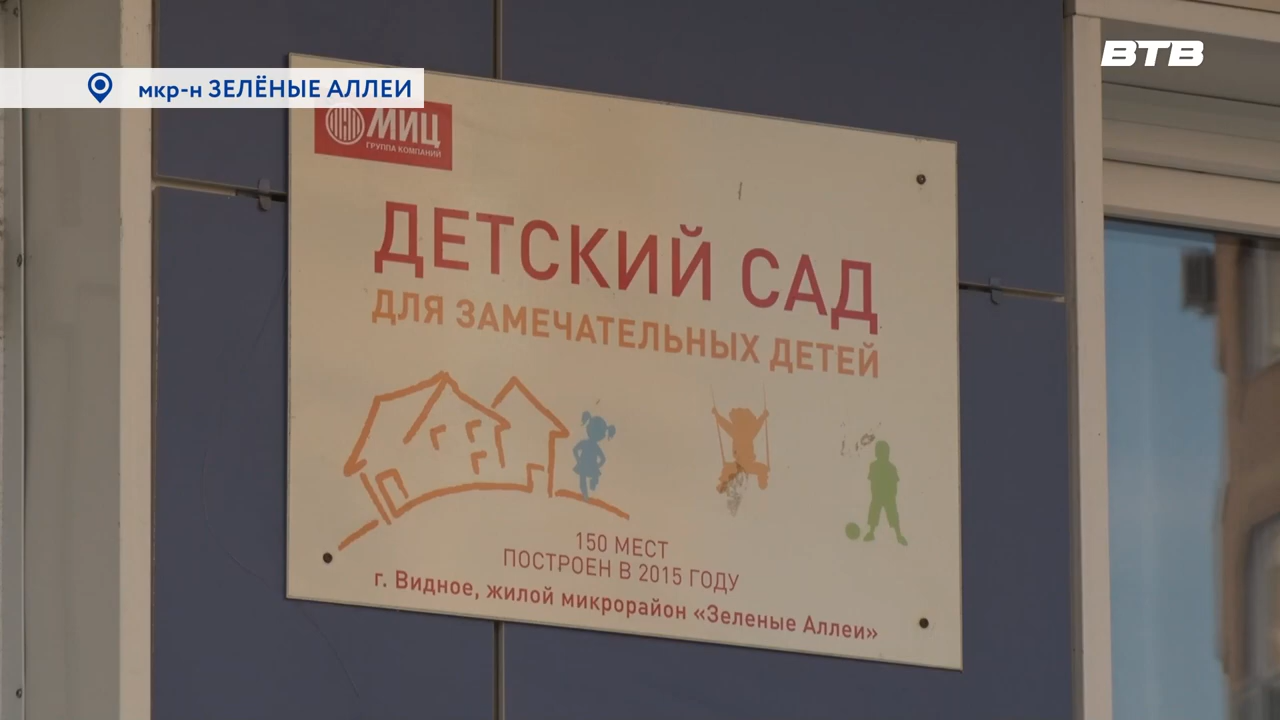 ВТВ
мкр-н ЗЕЛЁНЫЕ АЛЛЕИ
МИЦ
ГРУППА КОМПАНИЙ
ДЕТСКИЙ САД
ДЛЯ ЗАМЕЧАТЕЛЬНЫХ ДЕТЕЙ
150 МЕСТ
ПОСТРОЕН В 2015 ГОДУ
г. Видное, жилой микрорайон «Зеленые Аллеи»